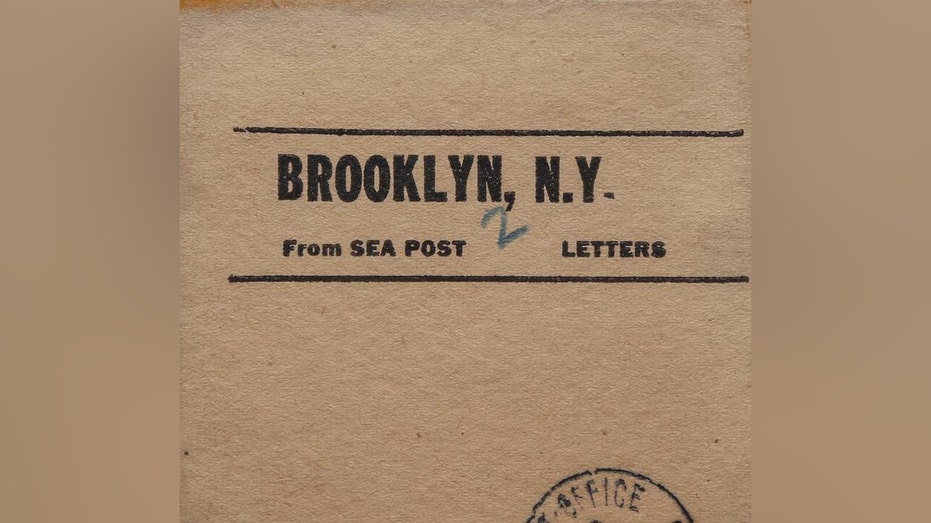 BROOKLYN, N.Y.
2
From SEA POST LETTERS
OFFICE